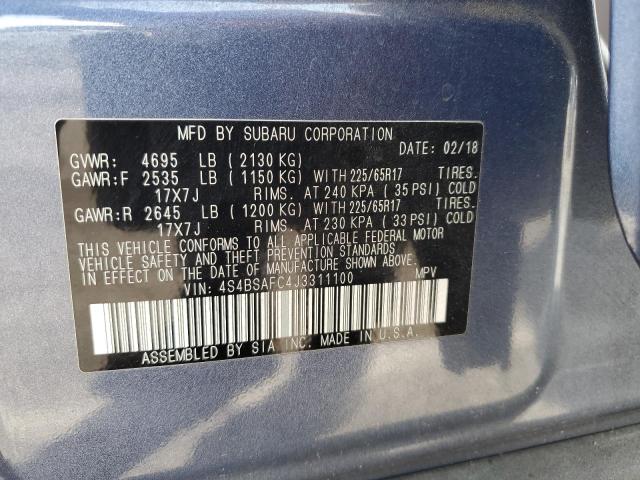 MFD BY SUBARU CORPORATION
DATE: 02/18
GVWR: 4695 LB (2130 KG)
GAWR:F 2535 LB (1150 KG) WITH 225/65R17 TIRES.
17X7J RIMS. AT 240 KPA (35 PSI) COLD
GAWR:R 2645 LB (1200 KG) WITH 225/65R17 TIRES.
17X7J RIMS. AT 230 KPA (33 PSI) COLD
THIS VEHICLE CONFORMS TO ALL APPLICABLE FEDERAL MOTOR
VEHICLE SAFETY AND THEFT PREVENTION STANDARDS
IN EFFECT ON THE DATE OF MANUFACTURE SHOWN ABOVE.
VIN: 4S4BSAFC4J3311100 MPV
ASSEMBLED BY SIA INC. MADE IN U.S.A.